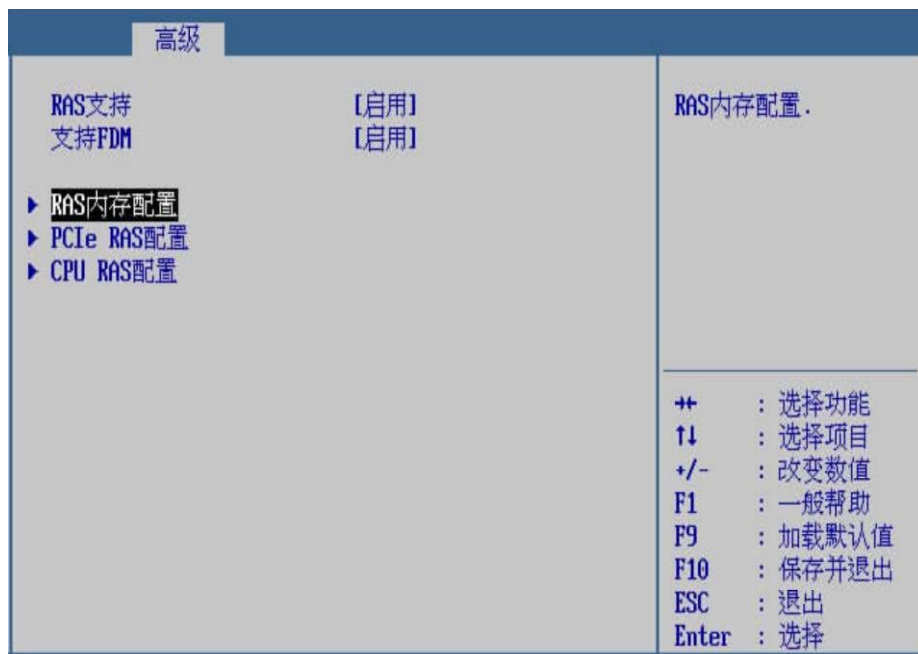 高级
RAS支持 [启用]
支持FDM [启用]
RAS内存配置
PCIe RAS配置
CPU RAS配置
RAS内存配置.
→← : 选择功能
↑↓ : 选择项目
+/- : 改变数值
F1 : 一般帮助
F9 : 加载默认值
F10 : 保存并退出
ESC : 退出
Enter : 选择